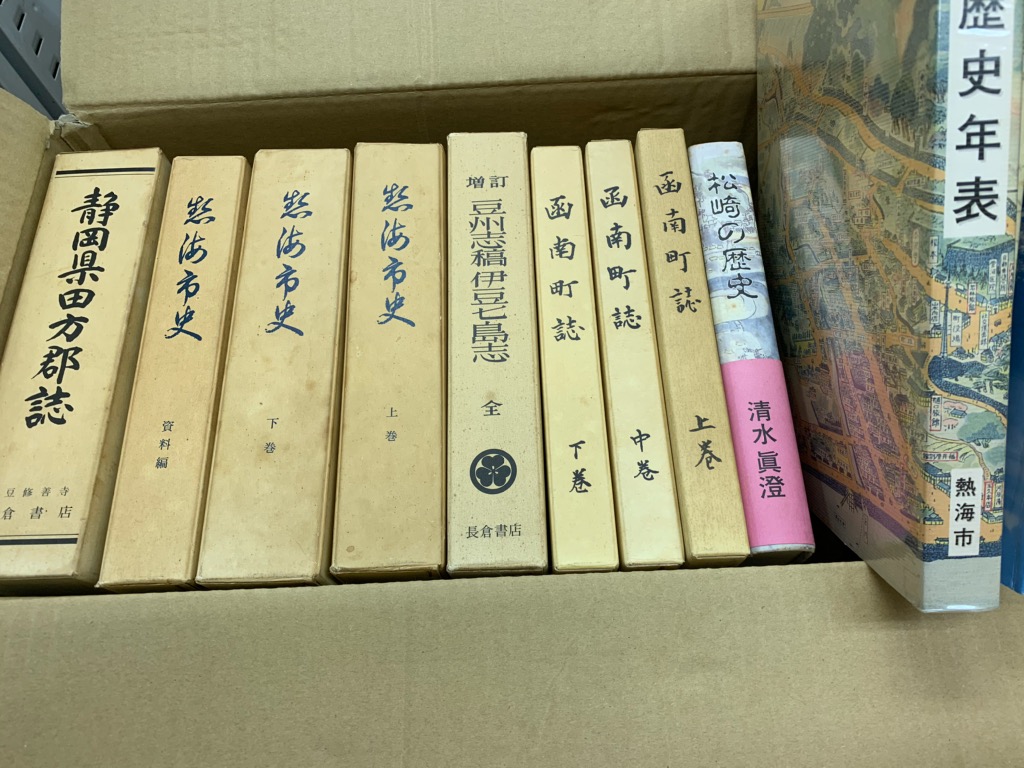 静岡県田方郡誌
豆修善寺
倉書店
熱海市史
資料編
熱海市史
下巻
熱海市史
上巻
増訂
豆州志稿伊豆七島志
全
長倉書店
函南町誌
下巻
函南町誌
中巻
函南町誌
上巻
松崎の歴史
清水眞澄
歴史年表
熱海市